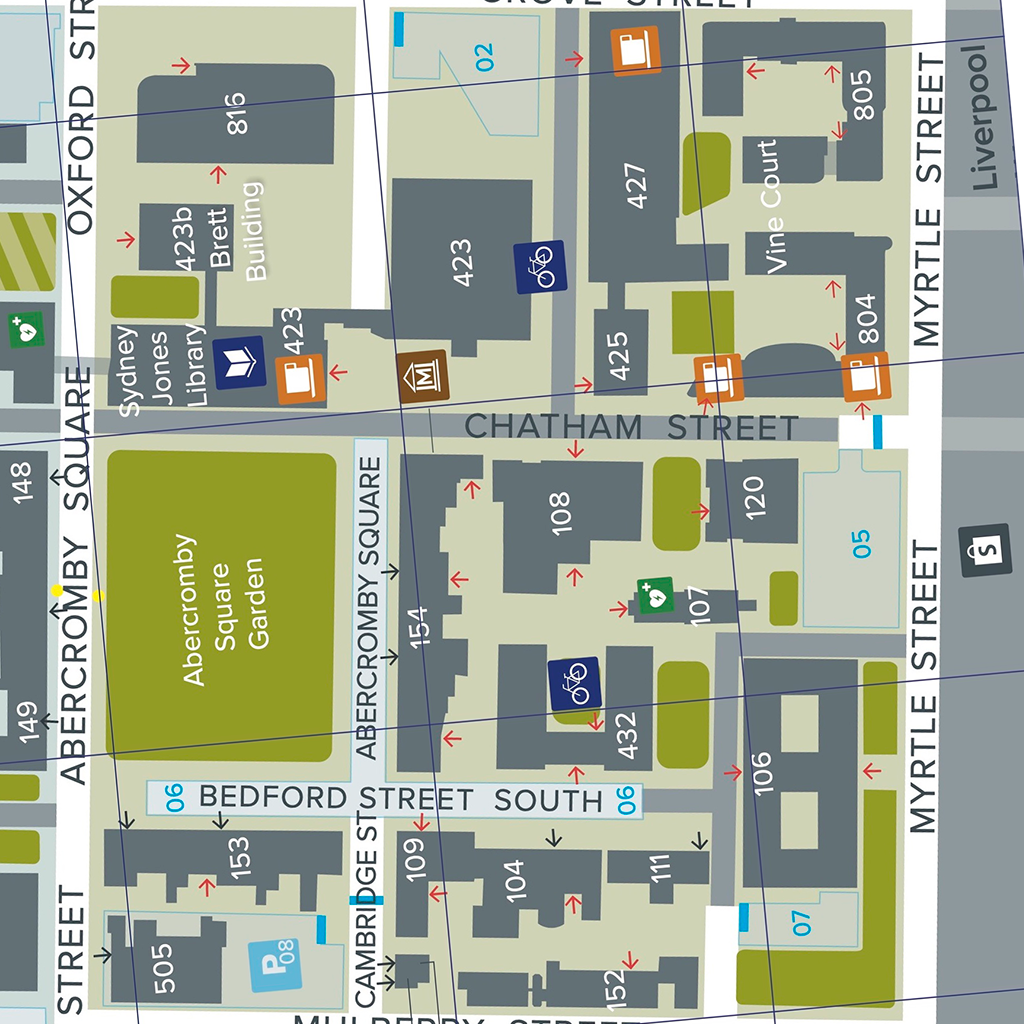 GROVE STREET
OXFORD STR
02
816
805
427
MYRTLE STREET
Liverpool
423b
Brett
Building
423
Vine Court
425
804
Sydney
Jones
Library
423
CHATHAM STREET
ABERCROMBY SQUARE
148
149
Abercromby
Square
Garden
ABERCROMBY SQUARE
154
108
120
05
107
MYRTLE STREET
S
432
106
06
BEDFORD STREET SOUTH
06
153
109
104
111
07
CAMBRIDGE ST
STREET
505
P
08
152
MULBERRY STREET